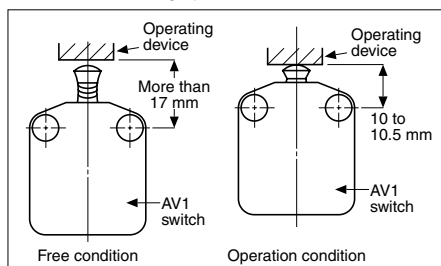 Operating
device
More than
17 mm
AV1
switch
Free condition
Operating
device
10 to
10.5 mm
AV1
switch
Operation condition